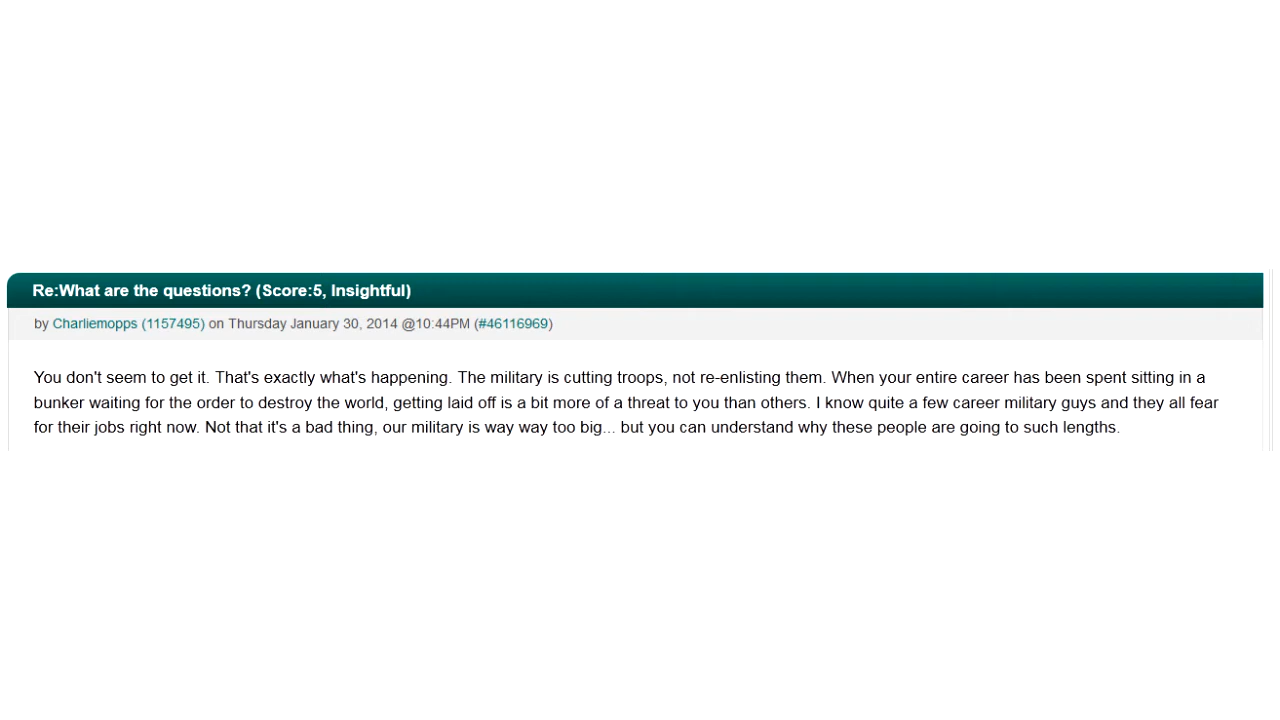 Re:What are the questions? (Score:5, Insightful)
by Charliemopps (1157495) on Thursday January 30, 2014 @10:44PM (#46116969)
You don't seem to get it. That's exactly what's happening. The military is cutting troops, not re-enlisting them. When your entire career has been spent sitting in a
bunker waiting for the order to destroy the world, getting laid off is a bit more of a threat to you than others. I know quite a few career military guys and they all fear
for their jobs right now. Not that it's a bad thing, our military is way way too big... but you can understand why these people are going to such lengths.